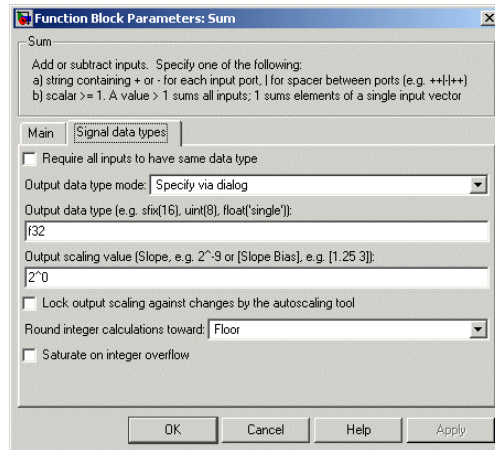 Function Block Parameters: Sum
Sum
Add or subtract inputs. Specify one of the following:
a) string containing + or - for each input port, | for spacer between ports (e.g. ++|-|++)
b) scalar >= 1. A value > 1 sums all inputs; 1 sums elements of a single input vector
Main Signal data types
Require all inputs to have same data type
Output data type mode: Specify via dialog
Output data type (e.g. sfix(16), uint(8), float('single')):
f32
Output scaling value (Slope, e.g. 2^-9 or [Slope Bias], e.g. [1.25 3]):
2^0
Lock output scaling against changes by the autoscaling tool
Round integer calculations toward: Floor
Saturate on integer overflow
OK Cancel Help Apply